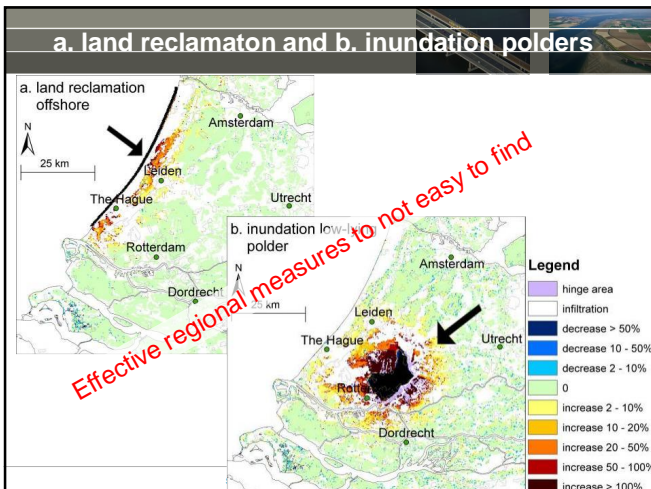 a. land reclamaton and b. inundation polders
a. land reclamation
offshore
N
25 km
Amsterdam
Leiden
The Hague
Utrecht
Rotterdam
Dordrecht
Effective regional measures to not easy to find
b. inundation low-lying
polder
N
25 km
Amsterdam
Leiden
The Hague
Utrecht
Dordrecht
Legend
hinge area
infiltration
decrease > 50%
decrease 10 - 50%
decrease 2 - 10%
0
increase 2 - 10%
increase 10 - 20%
increase 20 - 50%
increase 50 - 100%
increase > 100%